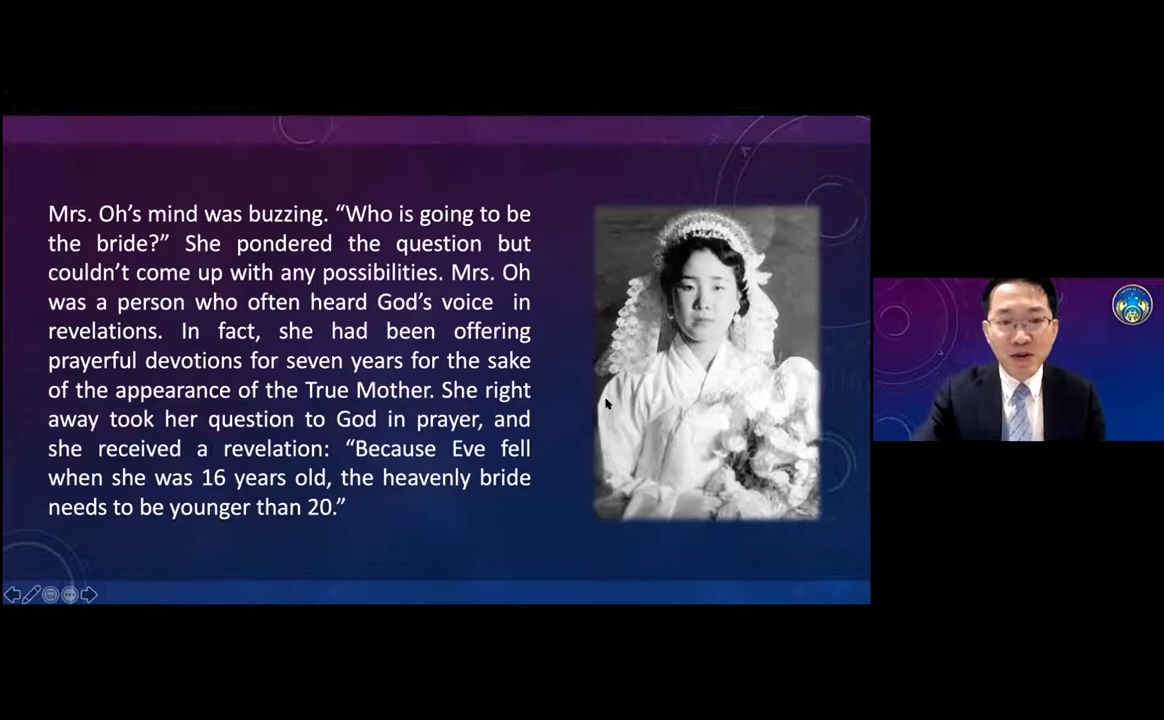 Mrs. Oh’s mind was buzzing. “Who is going to be
the bride?” She pondered the question but
couldn’t come up with any possibilities. Mrs. Oh
was a person who often heard God’s voice in
revelations. In fact, she had been offering
prayerful devotions for seven years for the sake
of the appearance of the True Mother. She right
away took her question to God in prayer, and
she received a revelation: “Because Eve fell
when she was 16 years old, the heavenly bride
needs to be younger than 20.”